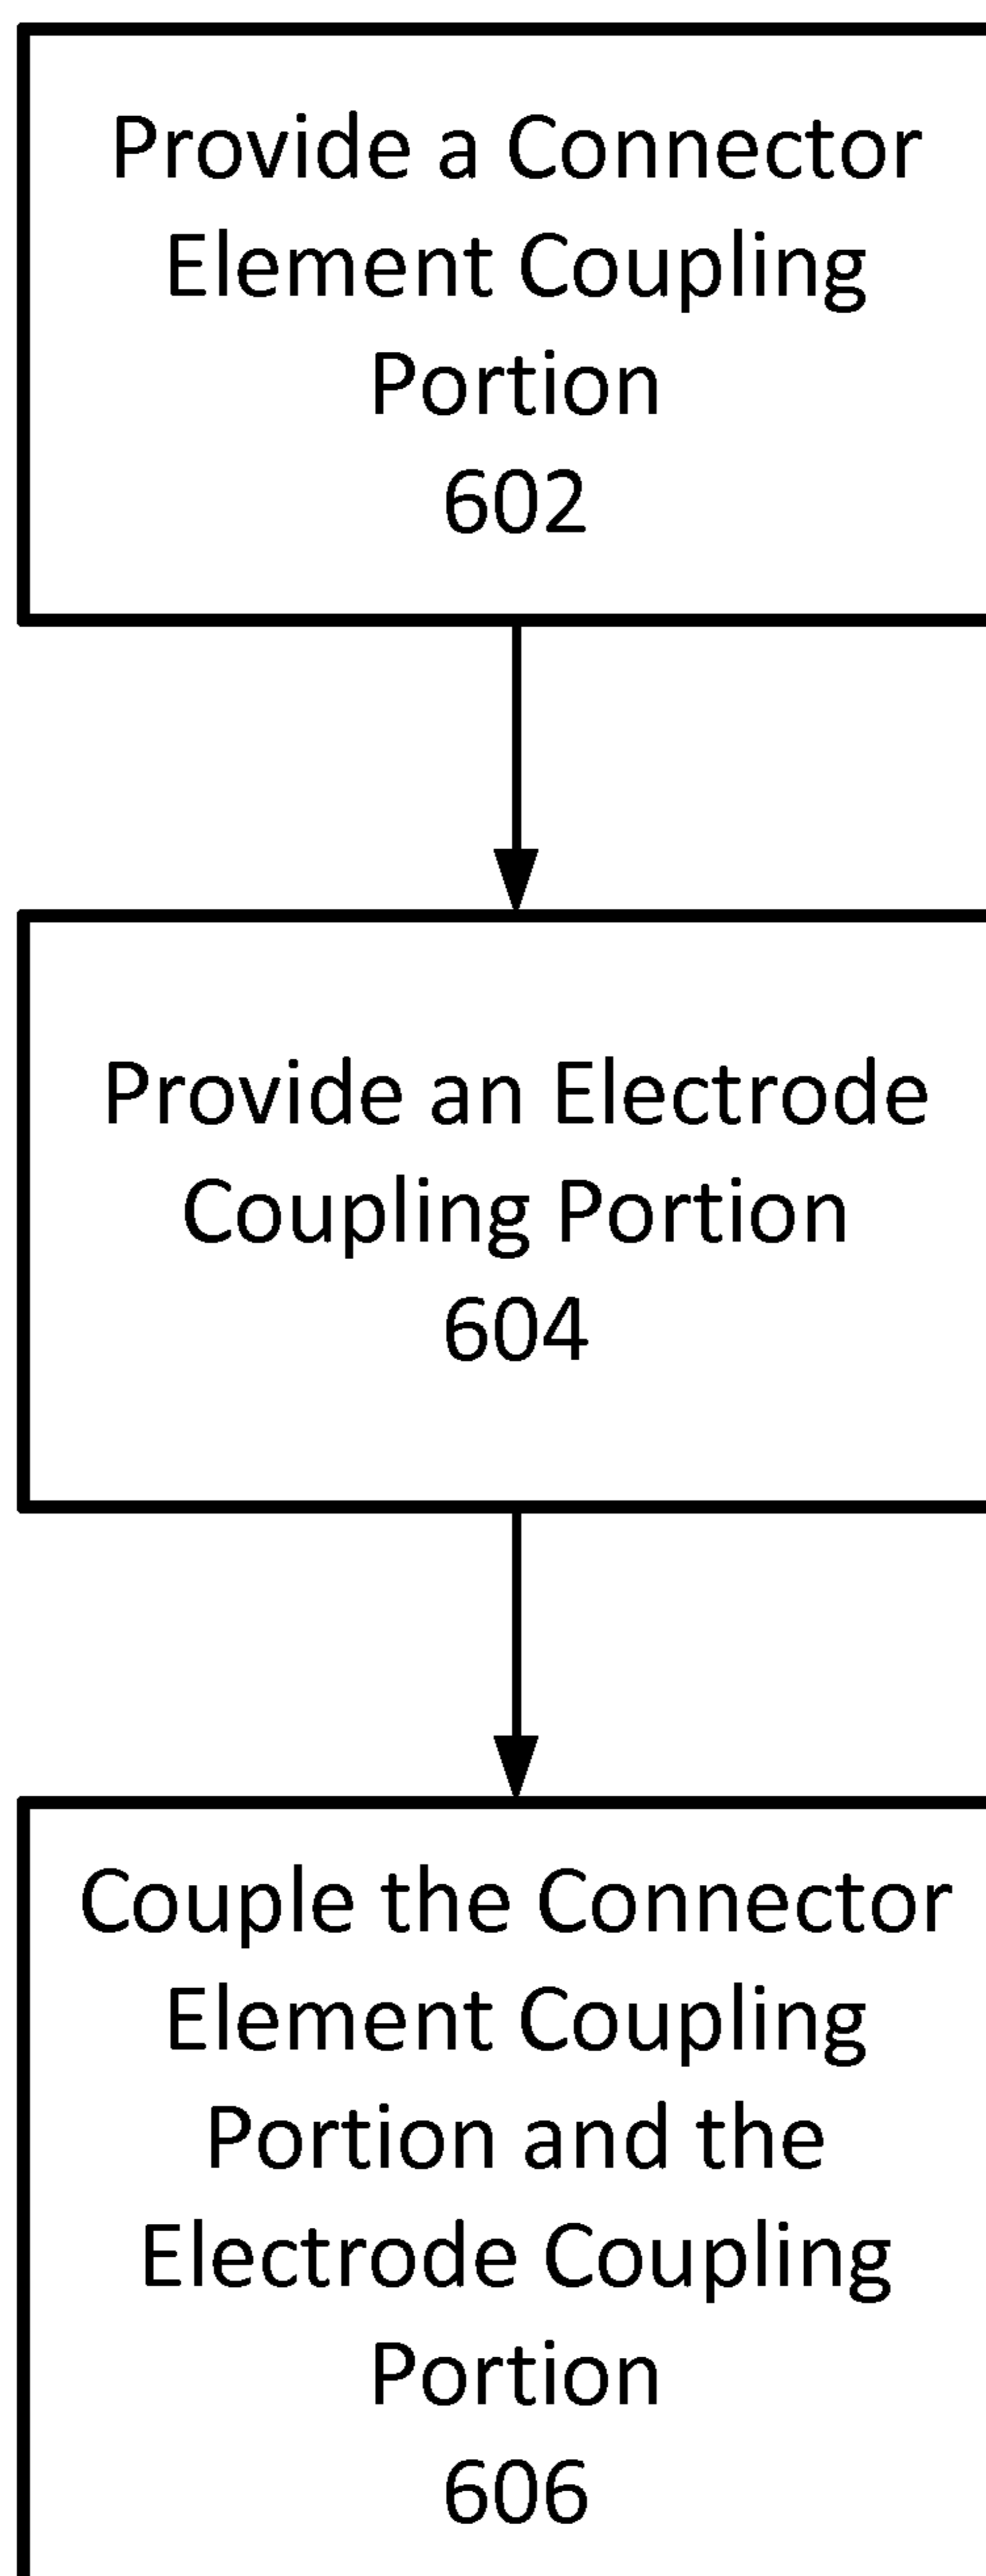 Provide a Connector
Element Coupling
Portion
602
Provide an Electrode
Coupling Portion
604
Couple the Connector
Element Coupling
Portion and the
Electrode Coupling
Portion
606